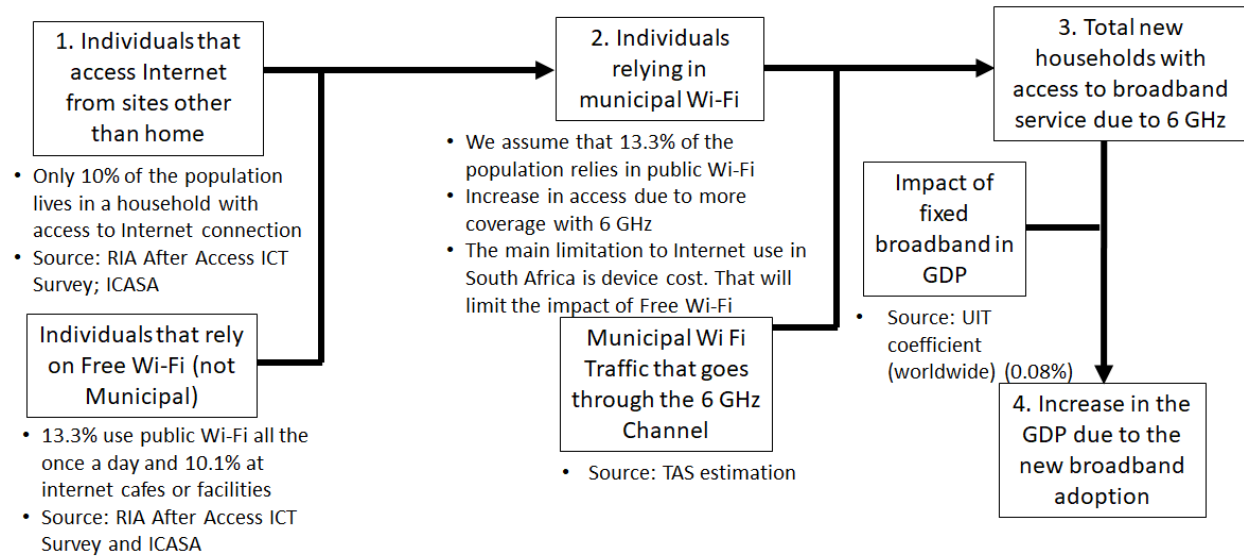 1. Individuals that
access Internet
from sites other
than home
• Only 10% of the population
lives in a household with
access to Internet connection
• Source: RIA After Access ICT
Survey; ICASA
Individuals that rely
on Free Wi-Fi (not
Municipal)
• 13.3% use public Wi-Fi all the
once a day and 10.1% at
internet cafes or facilities
• Source: RIA After Access ICT
Survey and ICASA
2. Individuals
relying in
municipal Wi-Fi
• We assume that 13.3% of the
population relies in public Wi-Fi
• Increase in access due to more
coverage with 6 GHz
• The main limitation to Internet use in
South Africa is device cost. That will
limit the impact of Free Wi-Fi
Municipal Wi Fi
Traffic that goes
through the 6 GHz
Channel
• Source: TAS estimation
3. Total new
households with
access to broadband
service due to 6 GHz
Impact of
fixed
broadband in
GDP
• Source: UIT
coefficient
(worldwide) (0.08%)
4. Increase in the
GDP due to the
new broadband
adoption